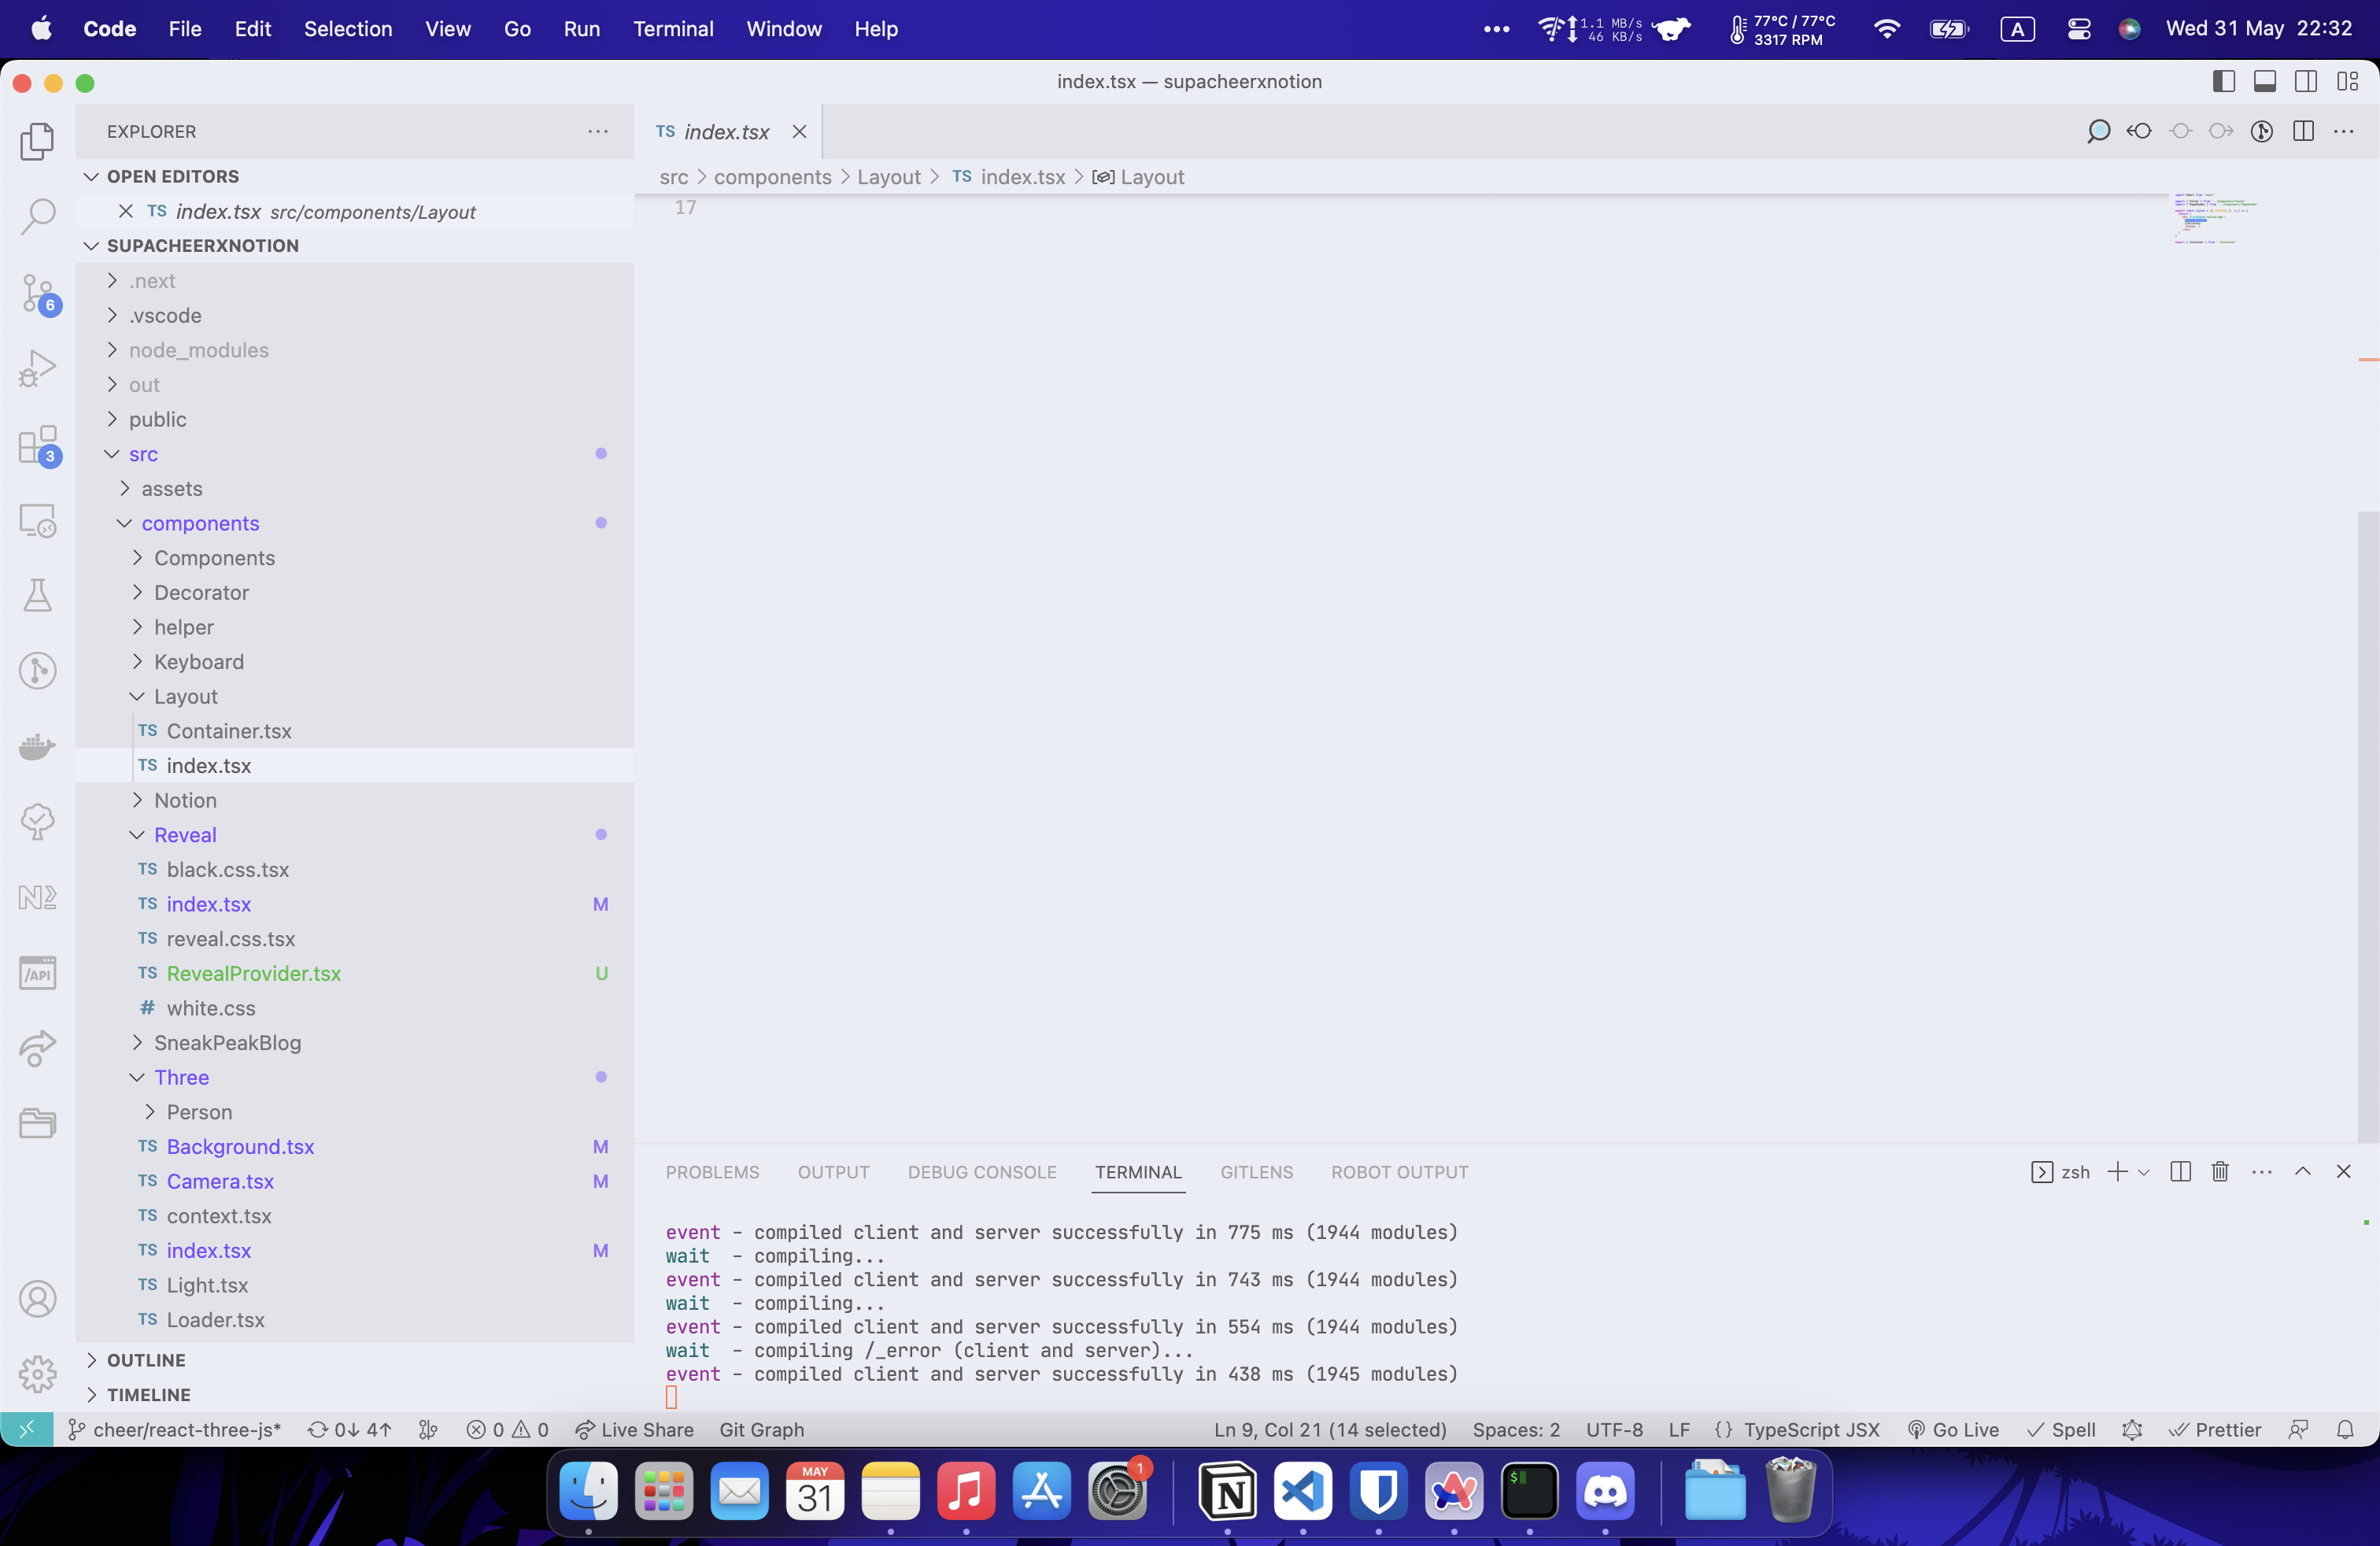 Code File Edit Selection View Go Run Terminal Window Help ••• 1.1 MB/s 46 KB/s 77°C / 77°C 3317 RPM A Wed 31 May 22:32
index.tsx — supacheerxnotion
EXPLORER
TS index.tsx
OPEN EDITORS
src > components > Layout > TS index.tsx > Layout
TS index.tsx src/components/Layout
17
SUPACHEERXNOTION
.next
6
.vscode
node_modules
out
public
3
src
assets
components
Components
Decorator
helper
Keyboard
Layout
TS Container.tsx
TS index.tsx
Notion
Reveal
TS black.css.tsx
TS index.tsx M
TS reveal.css.tsx
/API
TS RevealProvider.tsx U
# white.css
SneakPeakBlog
Three
Person
TS Background.tsx M
TS Camera.tsx M
TS context.tsx
TS index.tsx M
TS Light.tsx
TS Loader.tsx
OUTLINE
TIMELINE
PROBLEMS OUTPUT DEBUG CONSOLE TERMINAL GITLENS ROBOT OUTPUT zsh
event - compiled client and server successfully in 775 ms (1944 modules)
wait  - compiling...
event - compiled client and server successfully in 743 ms (1944 modules)
wait  - compiling...
event - compiled client and server successfully in 554 ms (1944 modules)
wait  - compiling /_error (client and server)...
event - compiled client and server successfully in 438 ms (1945 modules)
cheer/react-three-js* 0↓ 4↑ 0 0 Live Share Git Graph Ln 9, Col 21 (14 selected) Spaces: 2 UTF-8 LF {} TypeScript JSX Go Live Spell Prettier
MAY
31
1
$